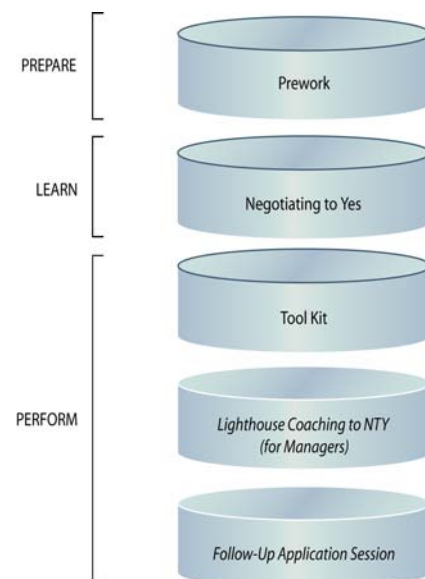 PREPARE
Prework
LEARN
Negotiating to Yes
Tool Kit
PERFORM
Lighthouse Coaching to NTY
(for Managers)
Follow-Up Application Session